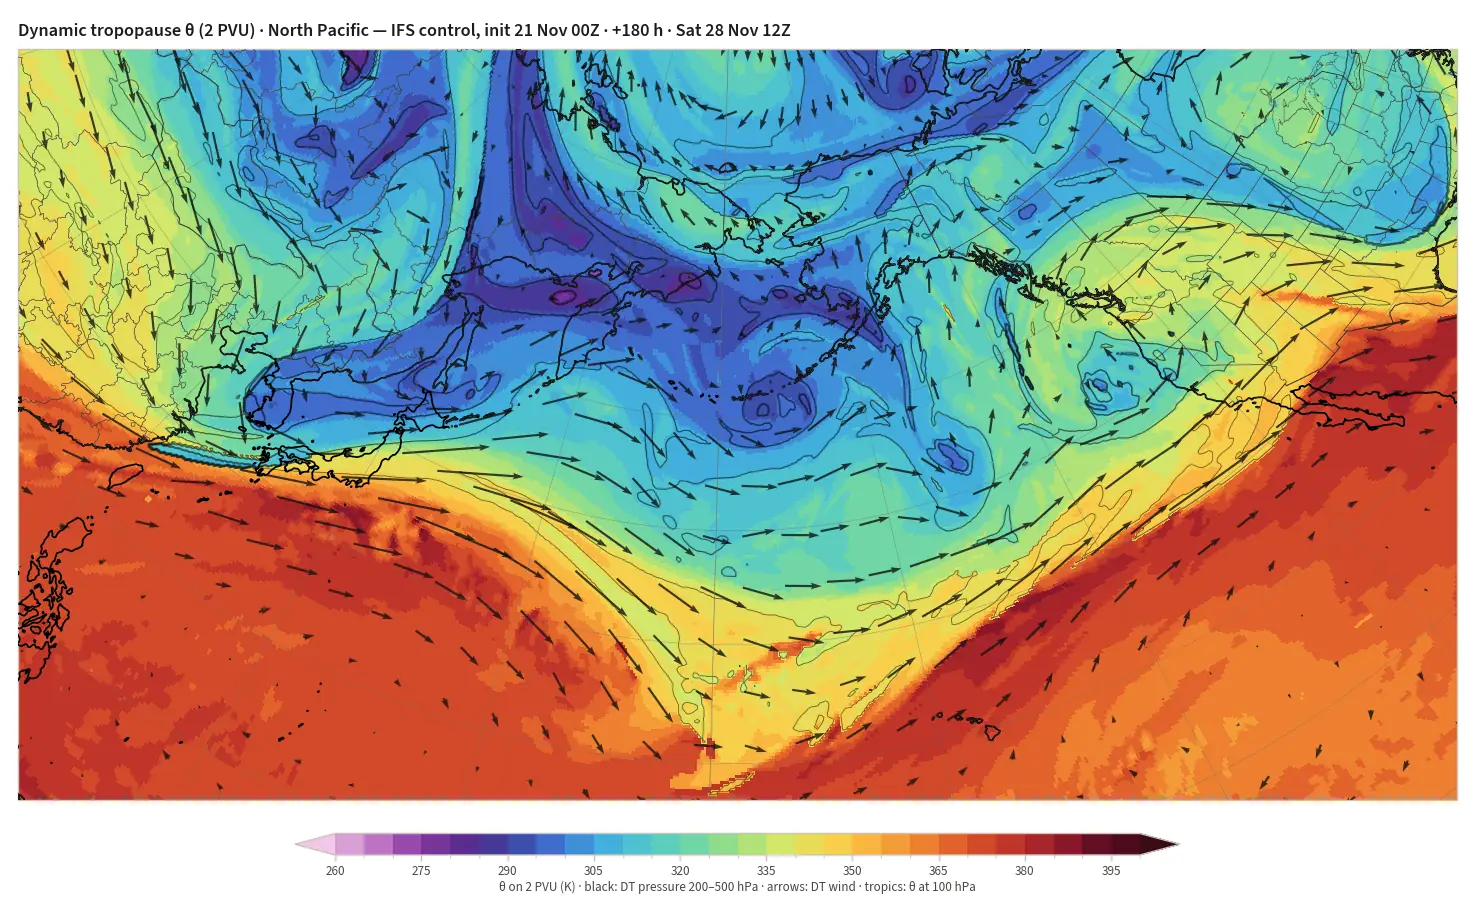 Dynamic tropopause θ (2 PVU) · North Pacific — IFS control, init 21 Nov 00Z · +180 h · Sat 28 Nov 12Z
260 275 290 305 320 335 350 365 380 395
θ on 2 PVU (K) · black: DT pressure 200–500 hPa · arrows: DT wind · tropics: θ at 100 hPa